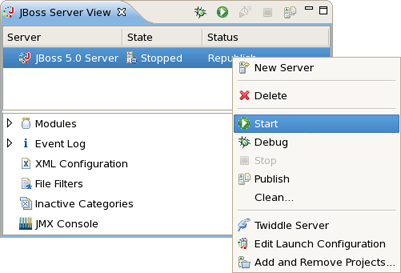 JBoss Server View
Server State Status
JBoss 5.0 Server Stopped Republish
New Server
Delete
Start
Debug
Stop
Publish
Clean...
Twiddle Server
Edit Launch Configuration
Add and Remove Projects...
Modules
Event Log
XML Configuration
File Filters
Inactive Categories
JMX Console